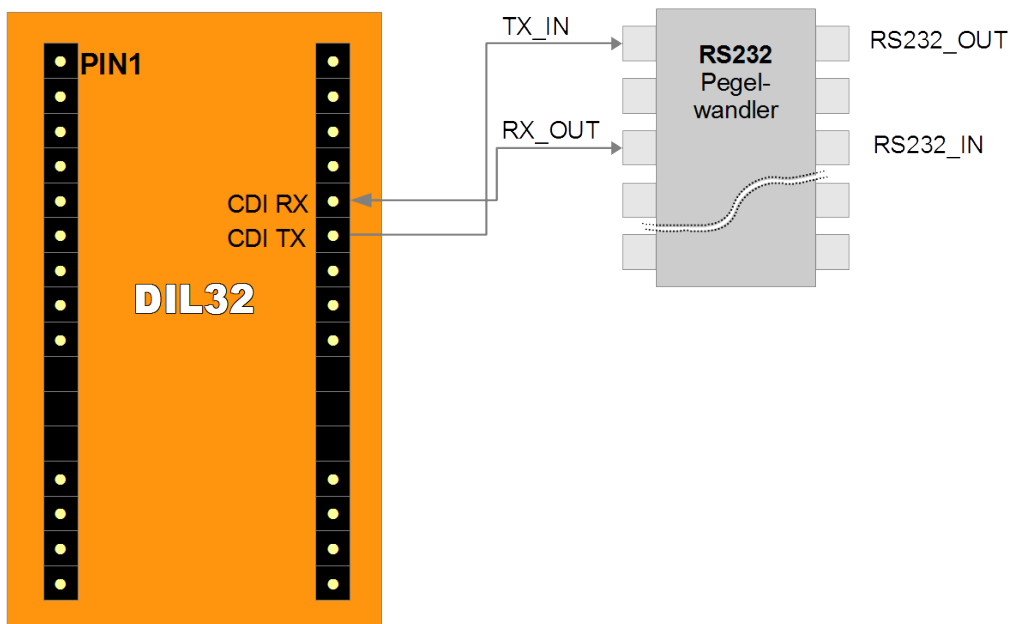 PIN1
CDI RX
CDI TX
DIL32
TX_IN
RX_OUT
RS232
Pegel-
wandler
RS232_OUT
RS232_IN